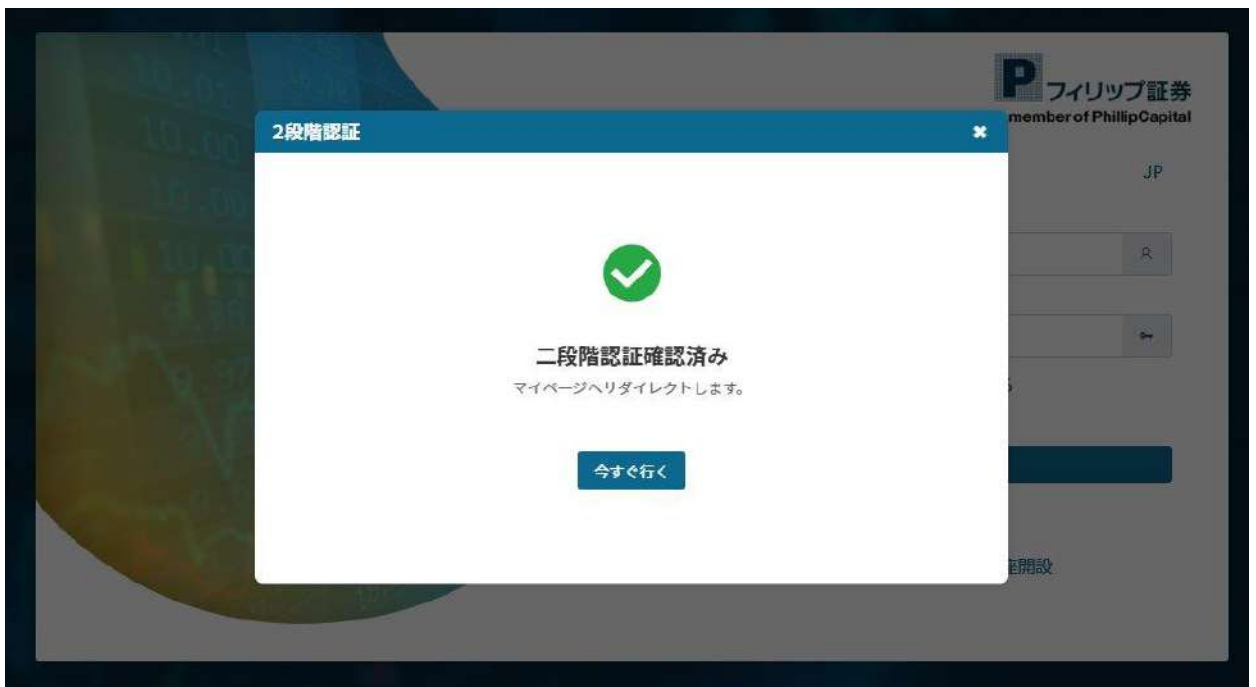 フィリップ証券
member of PhillipCapital
2段階認証
JP
二段階認証確認済み
マイページへリダイレクトします。
今すぐ行く
座開設